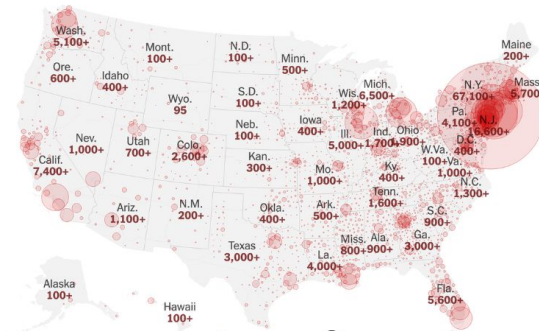 Wash.
5,100+
Mont.
100+
N.D.
100+
Minn.
500+
Maine
200+
Ore.
600+
Idaho
400+
Wyo.
95
S.D.
100+
Wis.
1,200+
Mich.
6,500+
N.Y.
67,100+
Mass.
5,700+
Neb.
100+
Iowa
400+
Ill.
5,000+
Ind.
1,700+
Ohio
1,900+
Pa.
4,100+
N.J.
16,600+
D.C.
400+
Nev.
1,000+
Utah
700+
Colo.
2,600+
Kan.
300+
Mo.
1,000+
Ky.
400+
W.Va.
100+
Va.
1,000+
Calif.
7,400+
Ariz.
1,100+
N.M.
200+
Okla.
400+
Ark.
500+
Tenn.
1,600+
N.C.
1,300+
S.C.
900+
Texas
3,000+
La.
4,000+
Miss.
800+
Ala.
900+
Ga.
3,000+
Fla.
5,600+
Alaska
100+
Hawaii
100+